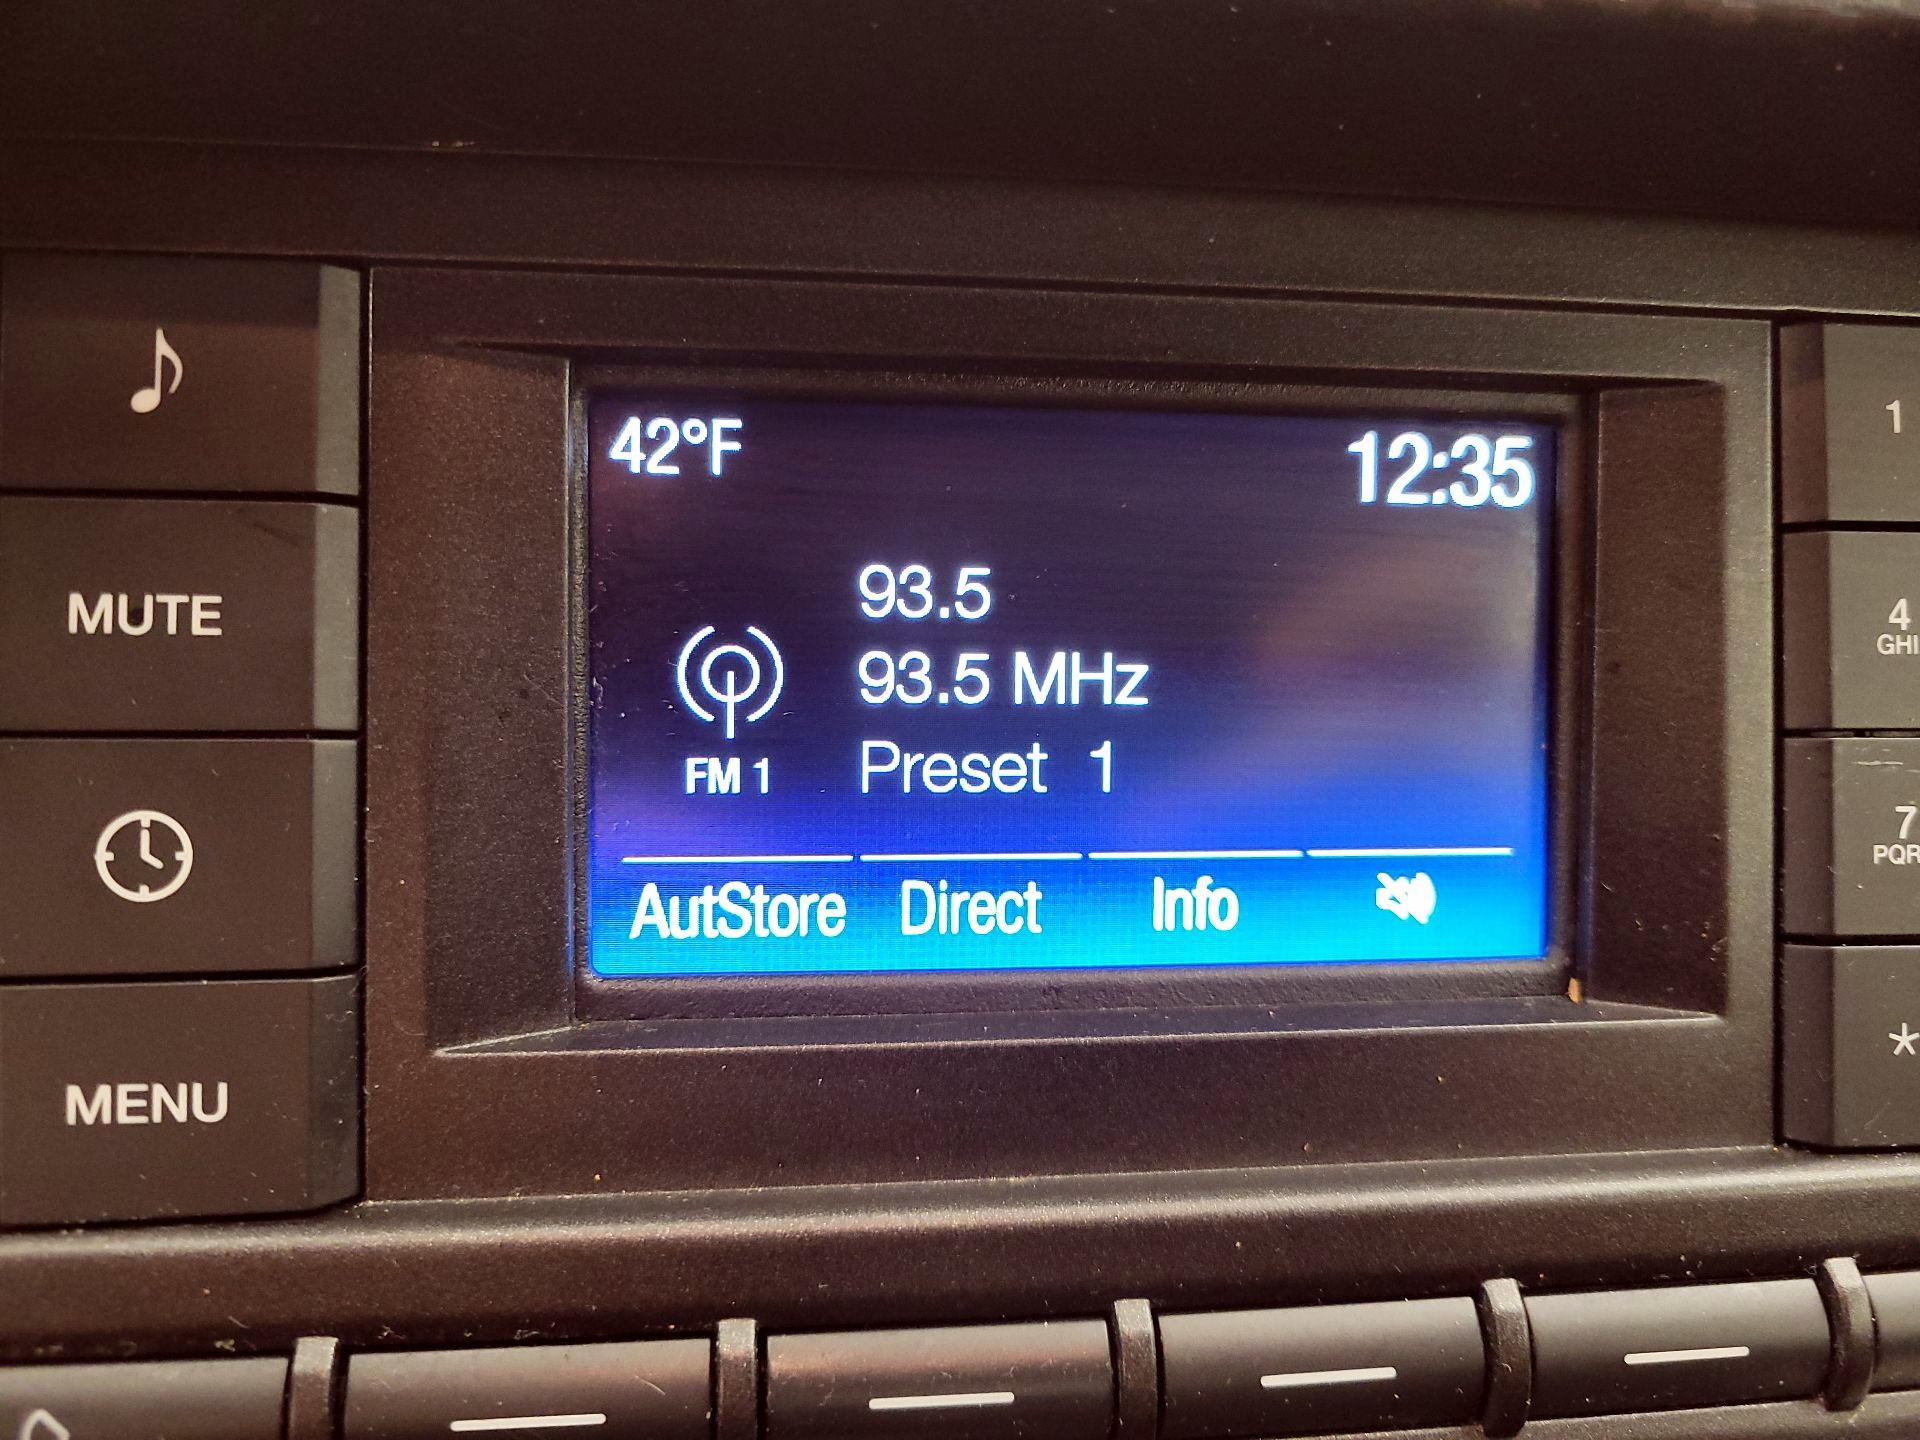 42°F
12:35
93.5
93.5 MHz
Preset 1
FM 1
AutStore Direct Info
MUTE
MENU
1
4
GHI
7
PQR
*